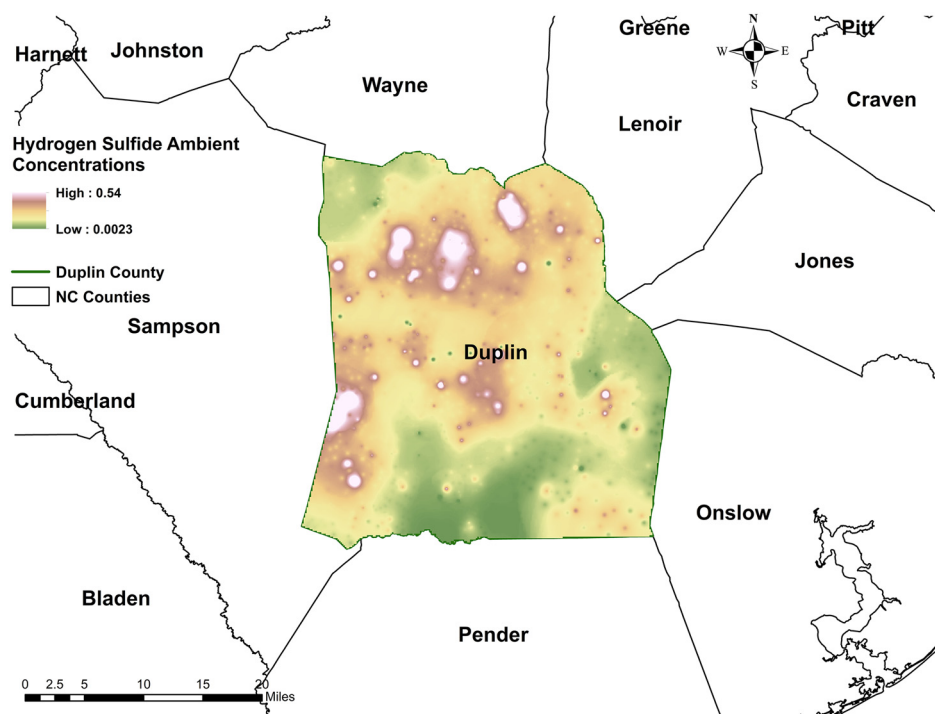 Greene
Pitt
N
Johnston
Harnett
W
E
Wayne
S
Craven
Lenoir
Hydrogen Sulfide Ambient
Concentrations
High : 0.54
Low : 0.0023
Jones
Duplin County
NC Counties
Sampson
Duplin
Cumberland
Onslow
Bladen
Pender
0 2.5 5 10 15 20
Miles